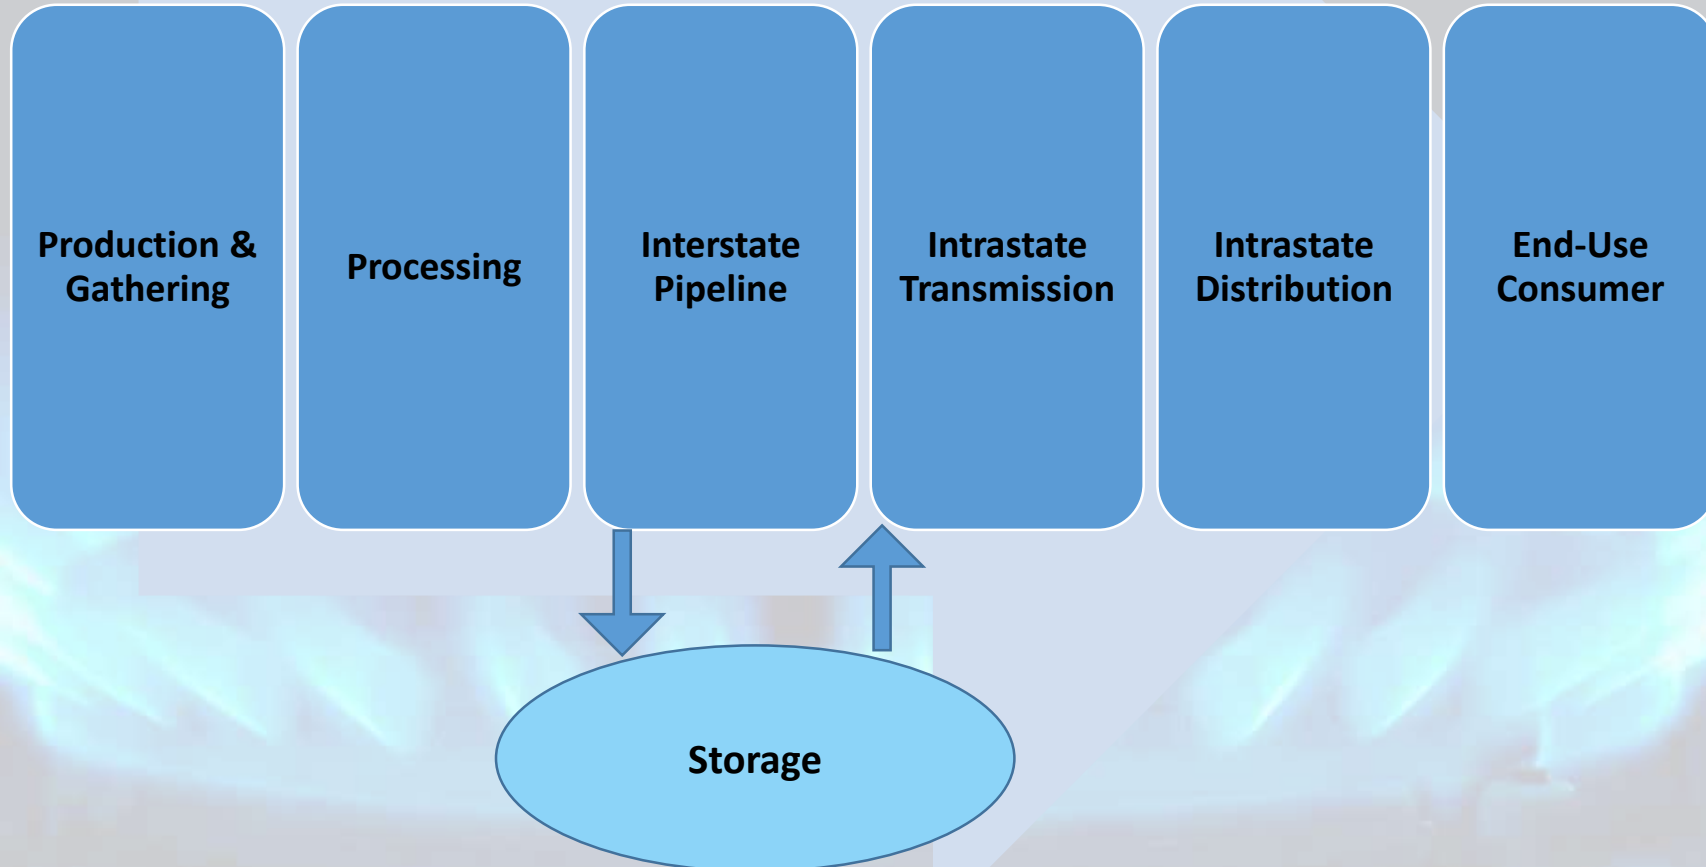 Production &
Gathering
Processing
Interstate
Pipeline
Intrastate
Transmission
Intrastate
Distribution
End-Use
Consumer
Storage